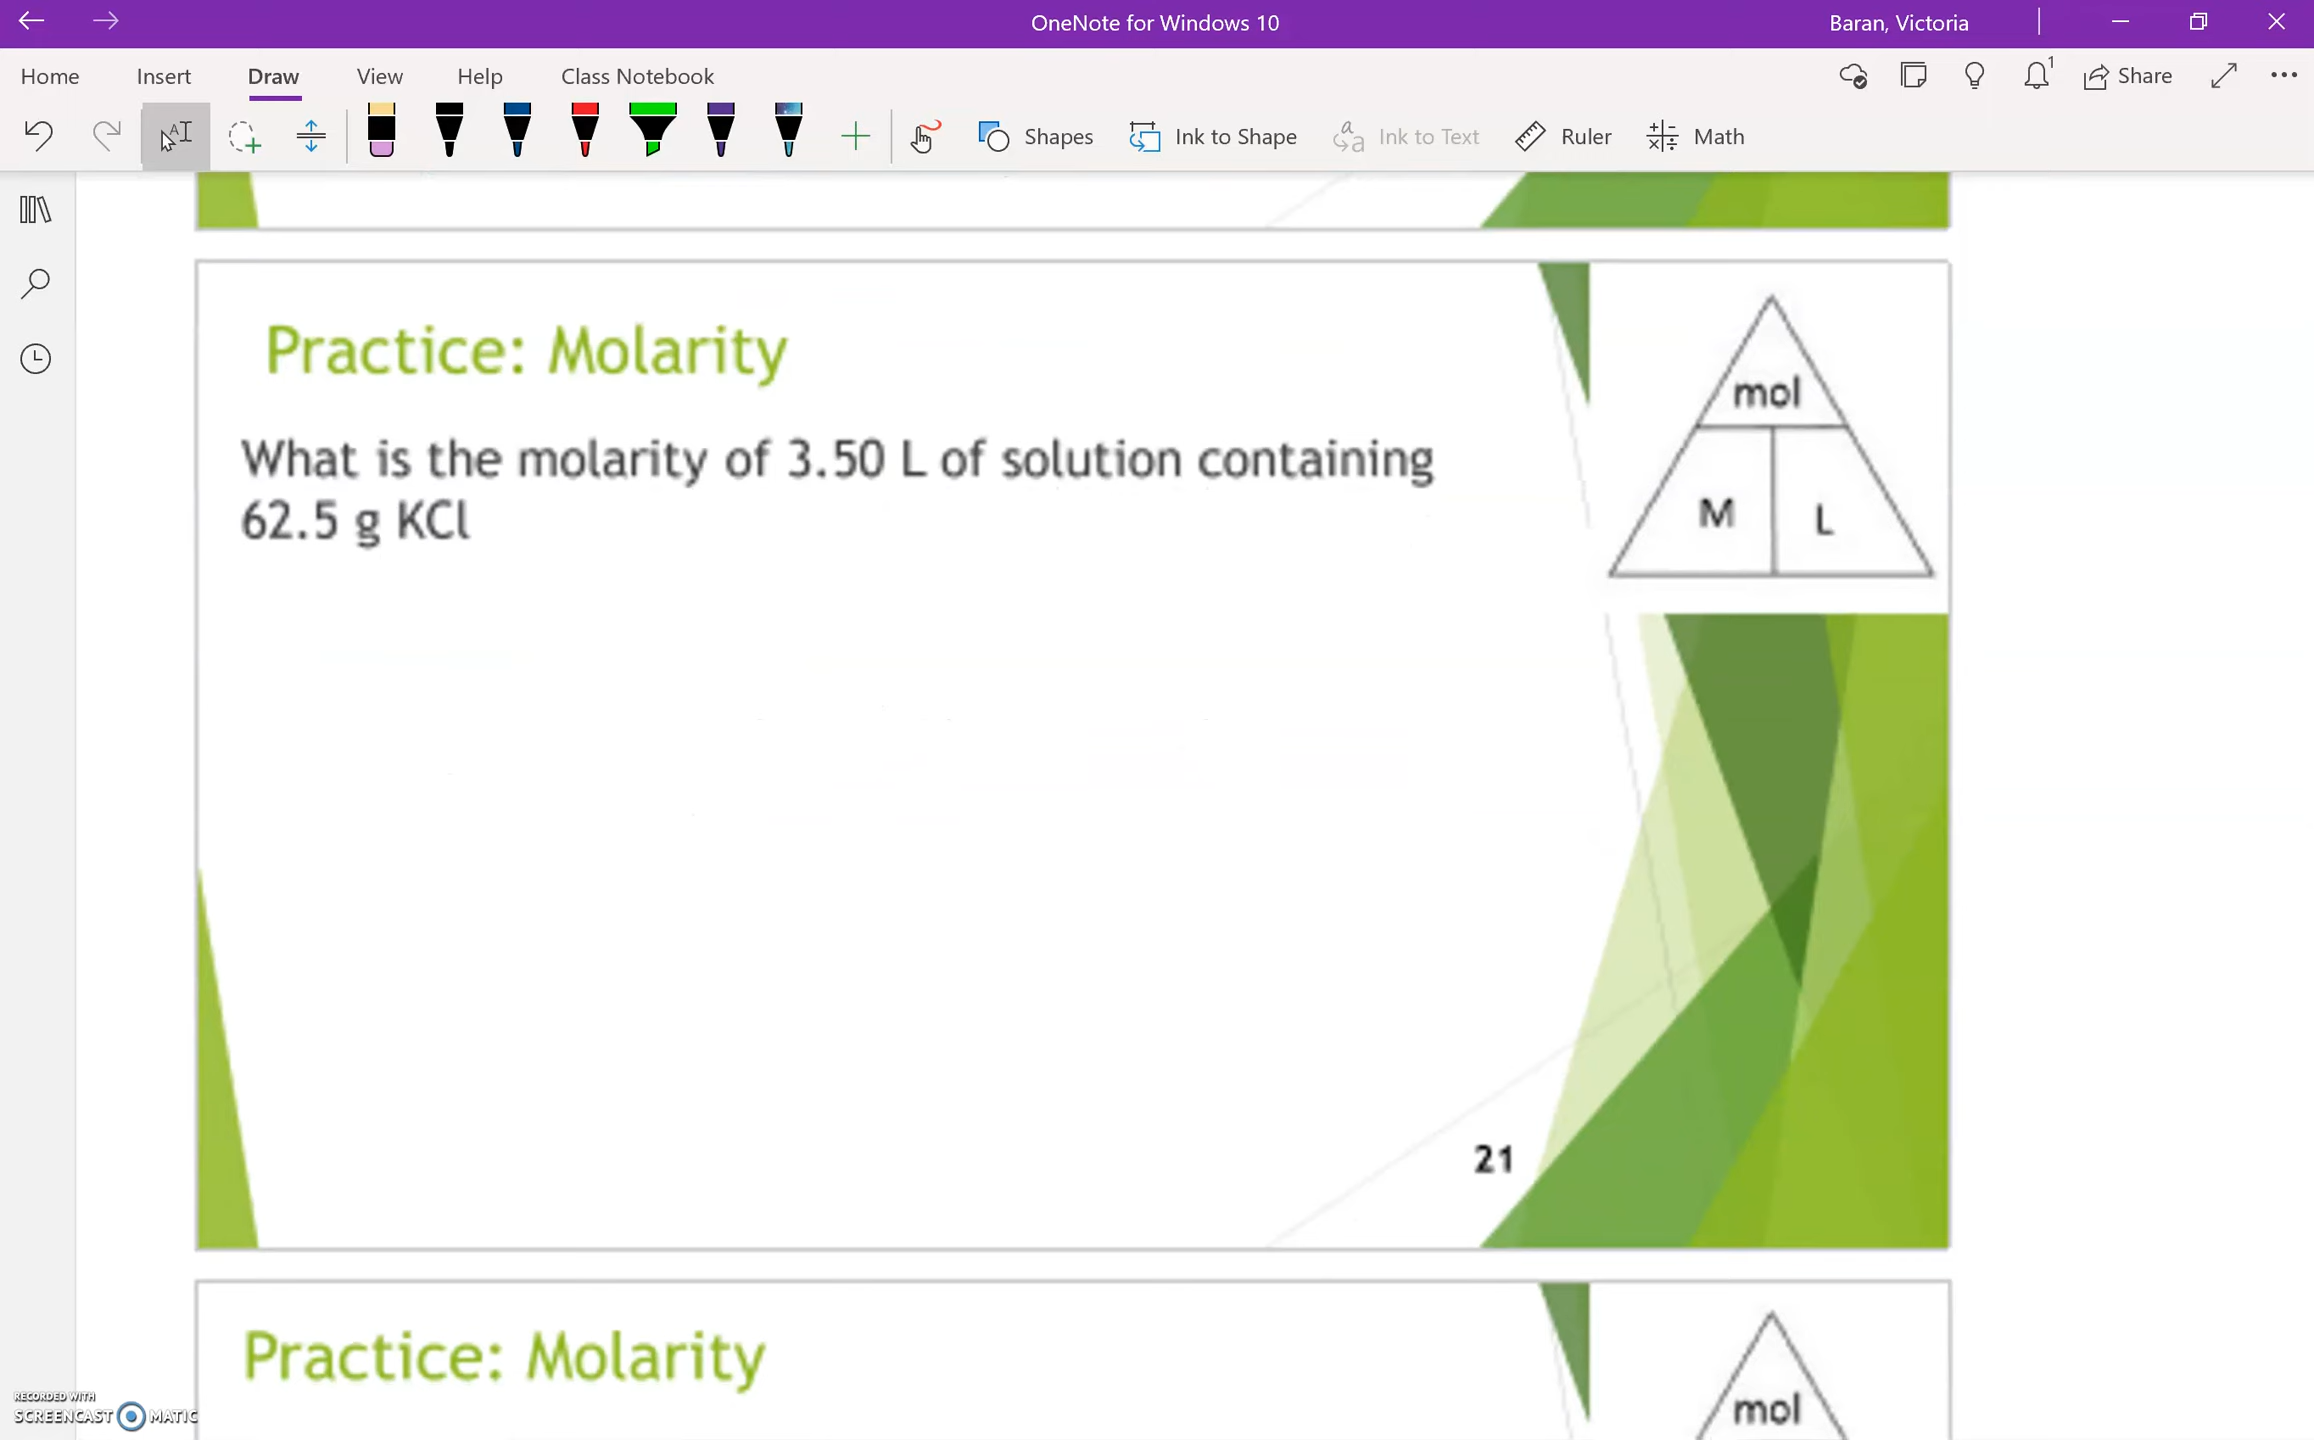 OneNote for Windows 10
Baran, Victoria
Home Insert Draw View Help Class Notebook
1
Share
Shapes Ink to Shape Ink to Text Ruler Math
Practice: Molarity
What is the molarity of 3.50 L of solution containing
62.5 g KCl
mol
M L
21
Practice: Molarity
mol
RECORDED WITH
SCREENCAST MATIC